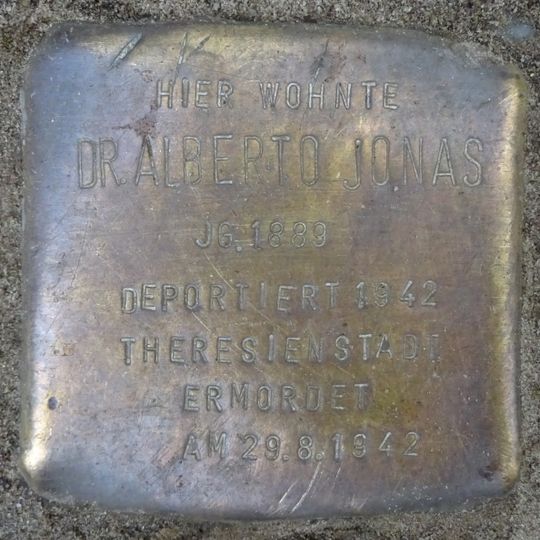 HIER WOHNTE
DR. ALBERTO JONAS
JG. 1889
DEPORTIERT 1942
THERESIENSTADT
ERMORDET
AM 29.8.1942